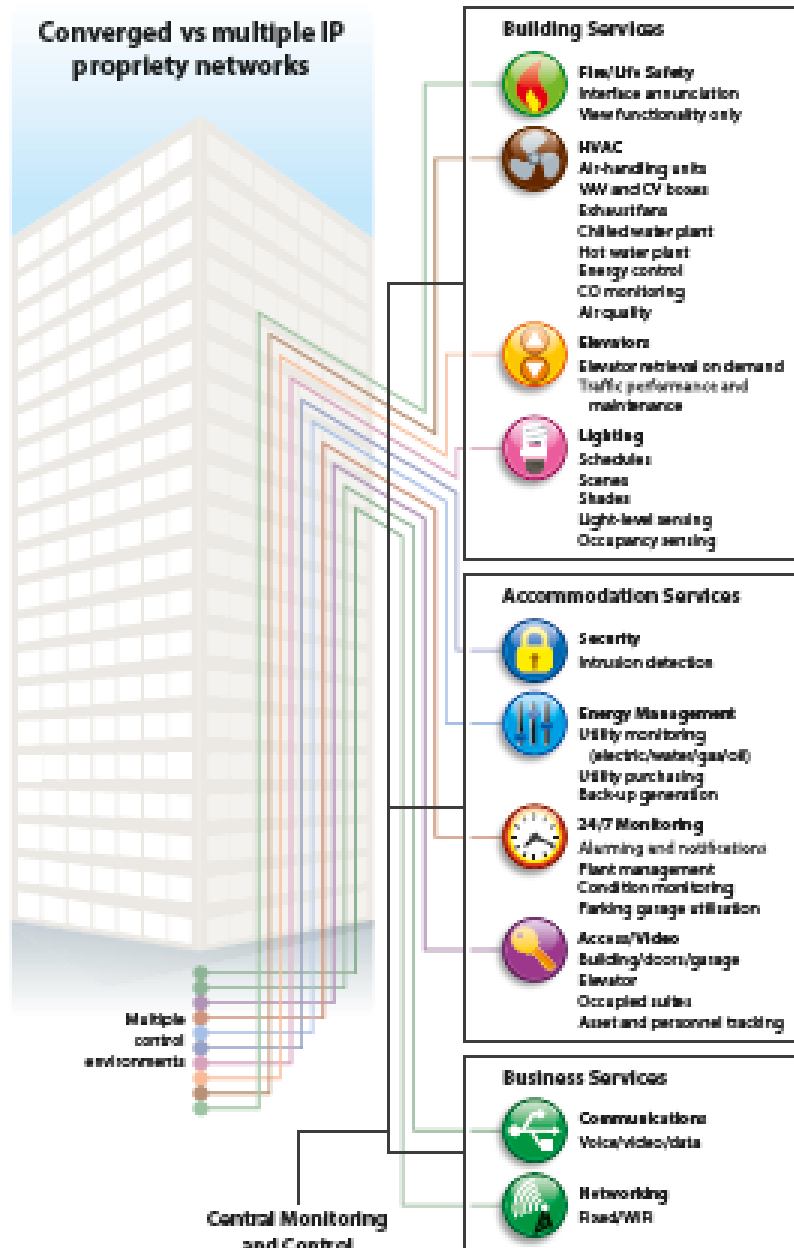 Converged vs multiple IP
propriety networks
Building Services
Fire/Life Safety
Interface annunciation
View functionality only
HVAC
Air-handling units
VAV and CV boxes
Exhaust fans
Chilled water plant
Hot water plant
Energy control
CO monitoring
Air quality
Elevators
Elevator retrieval on demand
Traffic performance and
maintenance
Lighting
Schedules
Scenes
Shades
Light-level sensing
Occupancy sensing
Accommodation Services
Security
Intrusion detection
Energy Management
Utility monitoring
(electric/water/gas/oil)
Utility purchasing
Back-up generation
24/7 Monitoring
Alarming and notifications
Plant management
Condition monitoring
Parking garage utilisation
Access/Video
Building/doors/garage
Elevator
Occupied suites
Asset and personnel tracking
Multiple
control
environments
Business Services
Communications
Voice/video/data
Networking
Fixed/WiFi
Central Monitoring
and Control